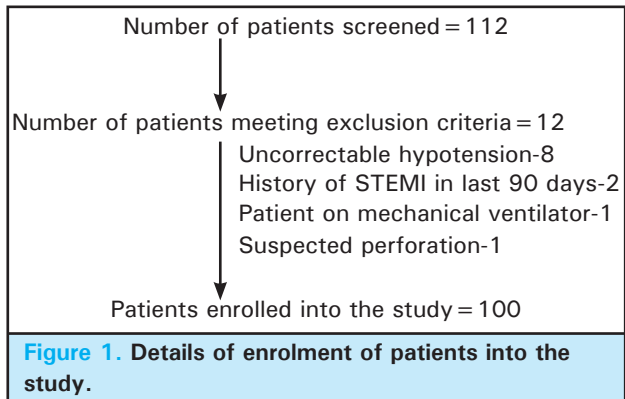 Number of patients screened=112
Number of patients meeting exclusion criteria=12
Uncorrectable hypotension-8
History of STEMI in last 90 days-2
Patient on mechanical ventilator-1
Suspected perforation-1
Patients enrolled into the study=100
Figure 1. Details of enrolment of patients into the
study.